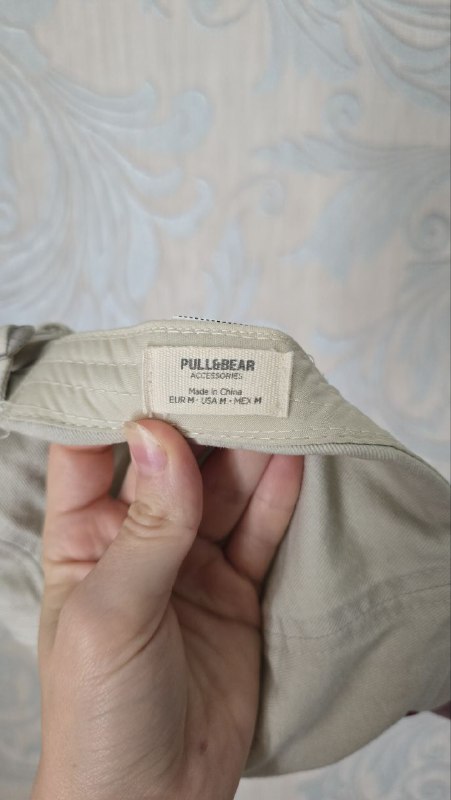 PULL&BEAR
ACCESSORIES
Made in China
EUR M - USA M - MEX M